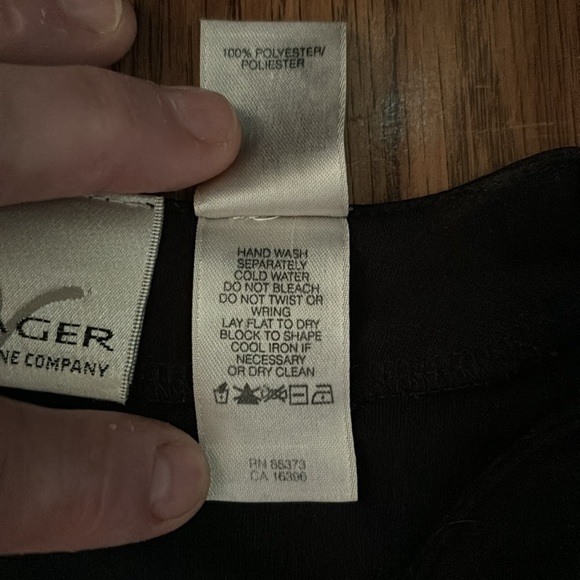 100% POLYESTER/
POLIESTER
AGER
NE COMPANY
HAND WASH
SEPARATELY
COLD WATER
DO NOT BLEACH
DO NOT TWIST OR
WRING
LAY FLAT TO DRY
BLOCK TO SHAPE
COOL IRON IF
NECESSARY
OR DRY CLEAN
RN 55373
CA 16396